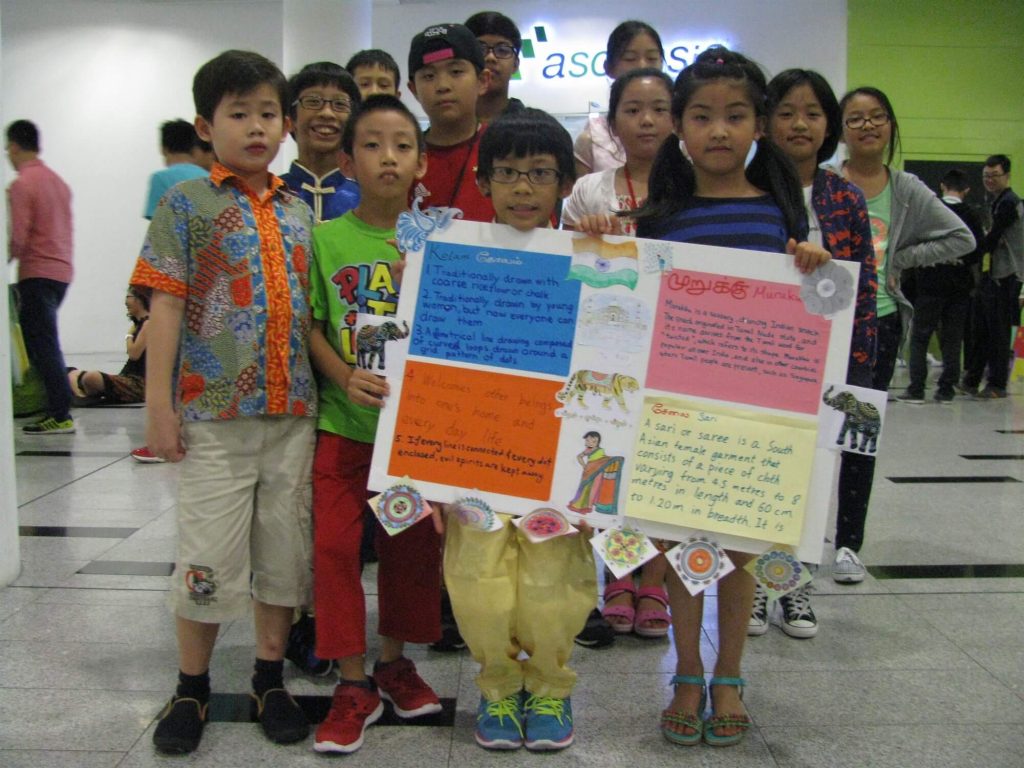 Kolam கோலம்
1. Traditionally drawn with
coarse rice flour or chalk
2. Traditionally drawn by young
women, but now everyone can
draw them
3. A geometrical line drawing composed
of curved loops drawn around a
grid pattern of dots.
4. Welcomes other beings
into one's home and
every day life
5. If every line is connected & every dot
enclosed, evil spirits are kept away
முறுக்கு Muruku
Murukku is a savoury, crunchy Indian snack
The snack originated in Tamil Nadu state and
its name derives from the Tamil word for
"twisted", which refers to its shape. Murukku is
popular all over India, and also in other countries
where Tamil people are present, such as Singapore
சேலை Sari
A sari or saree is a South
Asian female garment that
consists of a piece of cloth
varying from 4.5 metres to 8
metres in length and 60 cm
to 1.20 m in breadth. It is